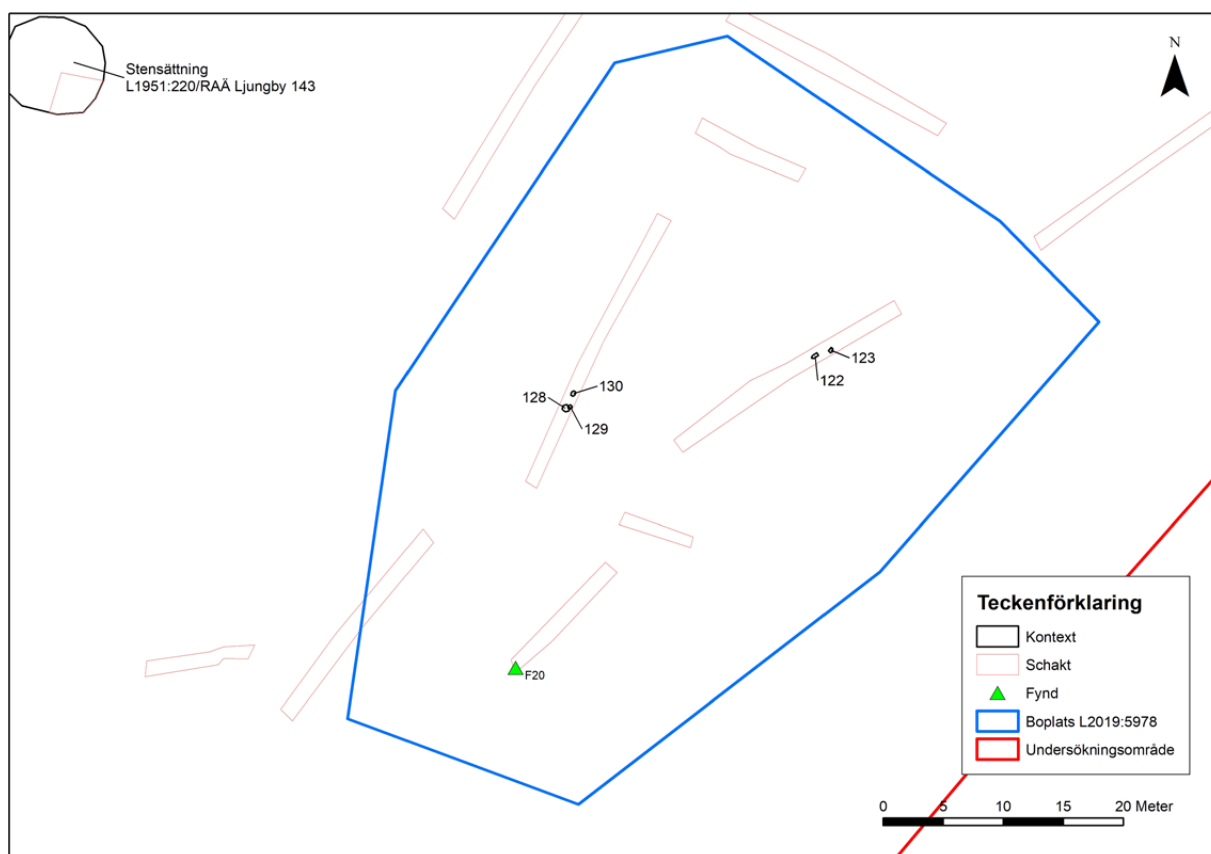 N
Stensättning
L1951:220/RAÄ Ljungby 143
123
122
130
128
129
F20
Teckenförklaring
Kontext
Schakt
Fynd
Boplats L2019:5978
Undersökningsområde
0 5 10 15 20 Meter